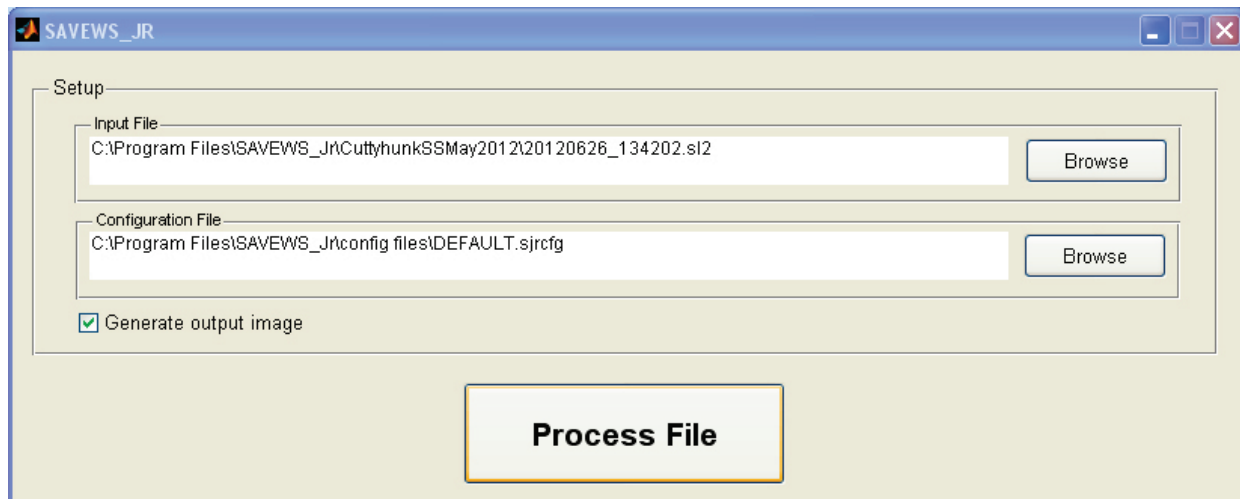 SAVEWS_JR
Setup
Input File
C:\Program Files\SAVEWS_Jr\CuttyhunkSSMay2012\20120626_134202.sl2
Browse
Configuration File
C:\Program Files\SAVEWS_Jr\config files\DEFAULT.sjrcfg
Browse
Generate output image
Process File